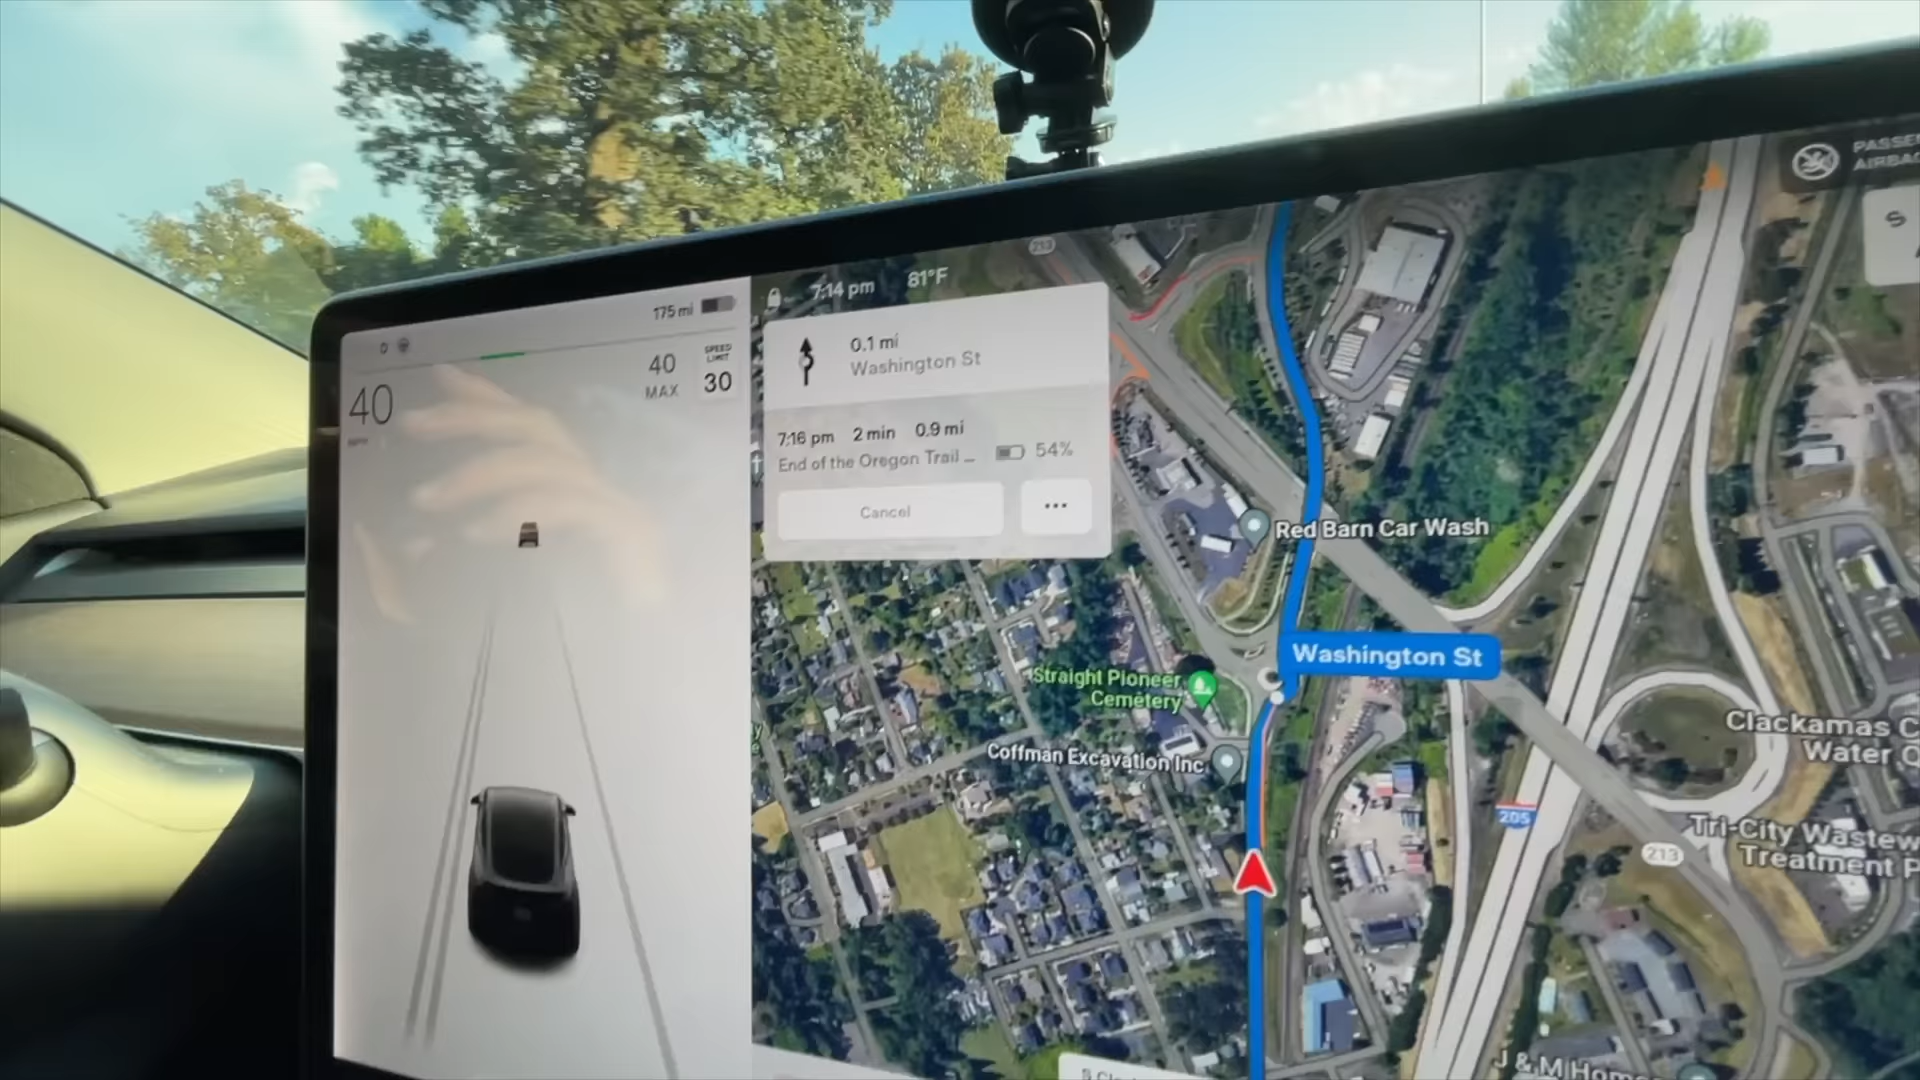 175 mi
D
40
40
MAX
SPEED
LIMIT
30
7:14 pm
81°F
0.1 mi
Washington St
7:16 pm 2 min 0.9 mi
End of the Oregon Trail ...
54%
Cancel
...
213
Red Barn Car Wash
Washington St
Straight Pioneer
Cemetery
Coffman Excavation Inc
205
213
Clackamas C
Water
Tri-City Wastew
Treatment P
J & M Hom
PASSE
AIRBAG
S